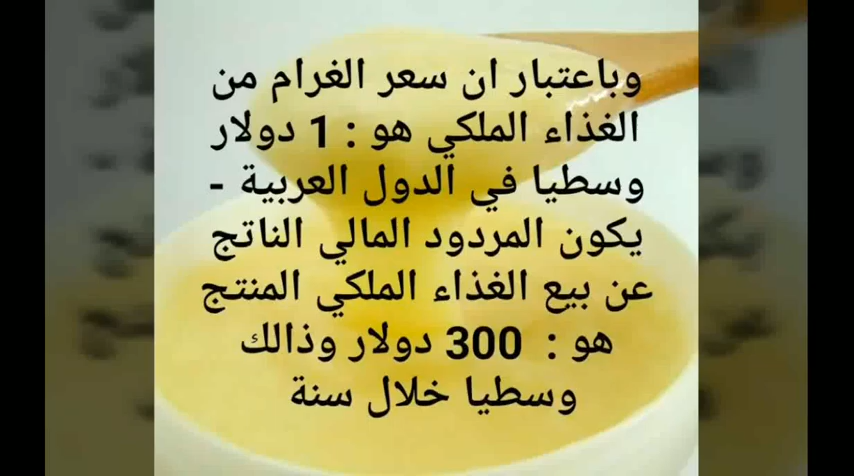 وباعتبار ان سعر الغرام من
الغذاء الملكي هو : 1 دولار
وسطيا في الدول العربية -
يكون المردود المالي الناتج
عن بيع الغذاء الملكي المنتج
هو : 300 دولار وذالك
وسطيا خلال سنة